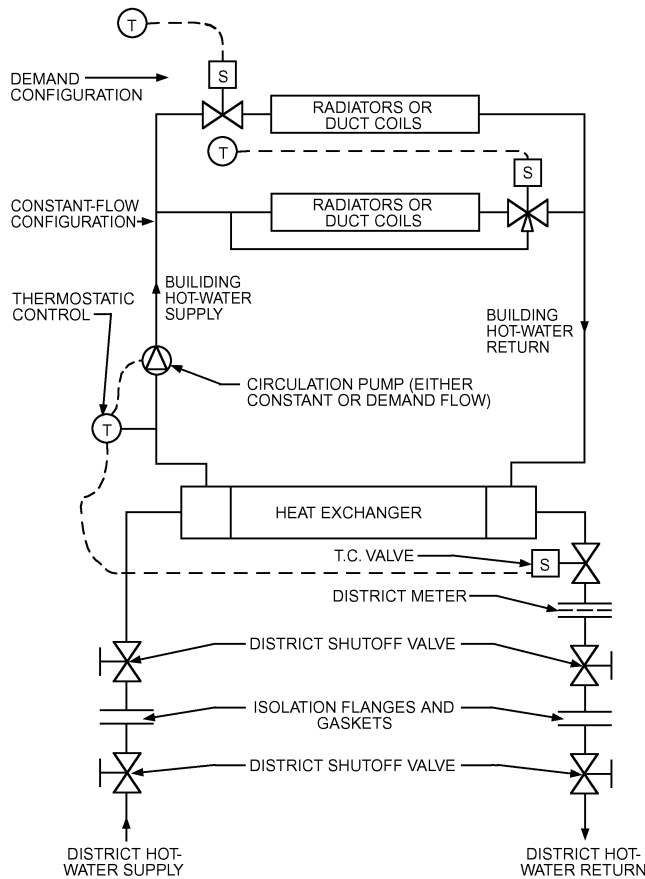 T
S
DEMAND
CONFIGURATION
RADIATORS OR
DUCT COILS
T
S
CONSTANT-FLOW
CONFIGURATION
RADIATORS OR
DUCT COILS
BUILDING
HOT-WATER
SUPPLY
THERMOSTATIC
CONTROL
BUILDING
HOT-WATER
RETURN
CIRCULATION PUMP (EITHER
CONSTANT OR DEMAND FLOW)
T
HEAT EXCHANGER
T.C. VALVE
S
DISTRICT METER
DISTRICT SHUTOFF VALVE
ISOLATION FLANGES AND
GASKETS
DISTRICT SHUTOFF VALVE
DISTRICT HOT-
WATER SUPPLY
DISTRICT HOT-
WATER RETURN